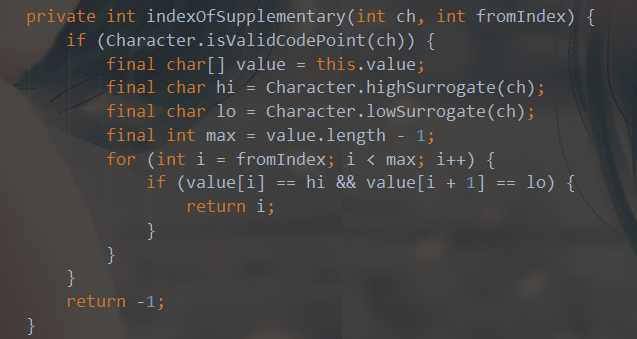 private int indexOfSupplementary(int ch, int fromIndex) {
    if (Character.isValidCodePoint(ch)) {
        final char[] value = this.value;
        final char hi = Character.highSurrogate(ch);
        final char lo = Character.lowSurrogate(ch);
        final int max = value.length - 1;
        for (int i = fromIndex; i < max; i++) {
            if (value[i] == hi && value[i + 1] == lo) {
                return i;
            }
        }
    }
    return -1;
}